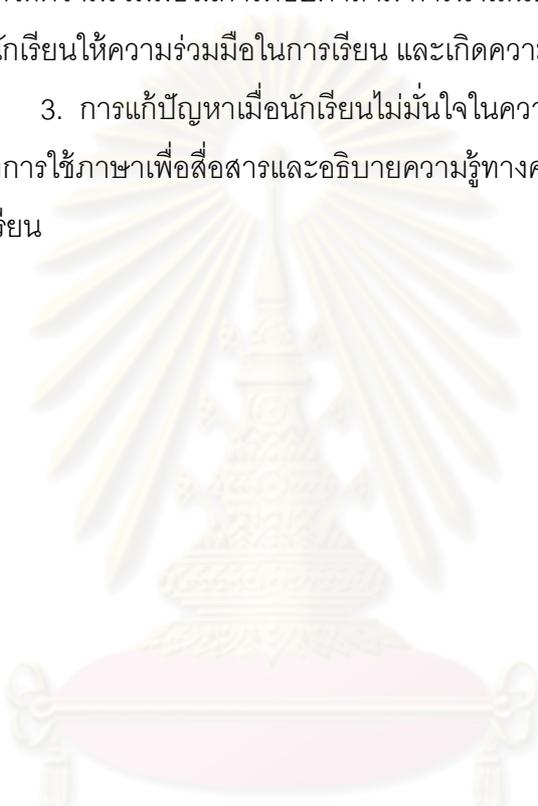 นักเรียนให้ความร่วมมือในการเรียน และเกิดความ
3. การแก้ปัญหาเมื่อนักเรียนไม่มั่นใจในควา
การใช้ภาษาเพื่อสื่อสารและอธิบายความรู้ทางค
เรียน